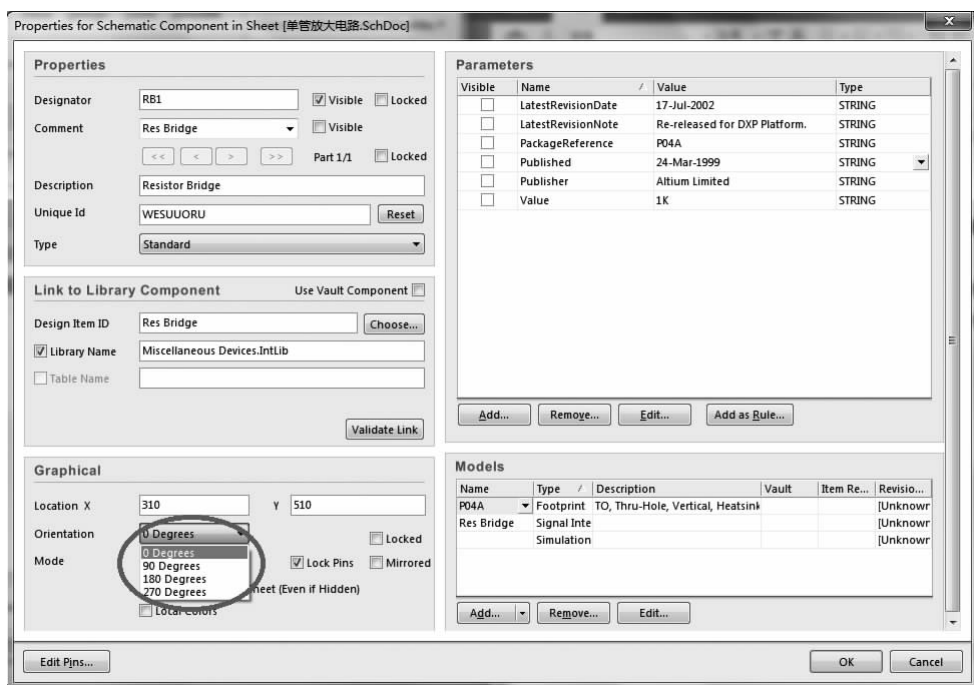 Properties for Schematic Component in Sheet [单管放大电路.SchDoc]
Properties
Designator RB1 Visible Locked
Comment Res Bridge Visible
<< < > >> Part 1/1 Locked
Description Resistor Bridge
Unique Id WESUUORU Reset
Type Standard
Link to Library Component Use Vault Component
Design Item ID Res Bridge Choose...
Library Name Miscellaneous Devices.IntLib
Table Name
Validate Link
Graphical
Location X 310 Y 510
Orientation 0 Degrees Locked
0 Degrees
Mode 90 Degrees Lock Pins Mirrored
180 Degrees
270 Degrees heet (Even if Hidden)
Local Colors
Parameters
Visible Name / Value Type
LatestRevisionDate 17-Jul-2002 STRING
LatestRevisionNote Re-released for DXP Platform. STRING
PackageReference P04A STRING
Published 24-Mar-1999 STRING
Publisher Altium Limited STRING
Value 1K STRING
Add... Remove... Edit... Add as Rule...
Models
Name Type / Description Vault Item Re... Revisio...
P04A Footprint TO, Thru-Hole, Vertical, Heatsink [Unknowr
Res Bridge Signal Inte [Unknowr
Simulation [Unknowr
Add... Remove... Edit...
Edit Pins... OK Cancel